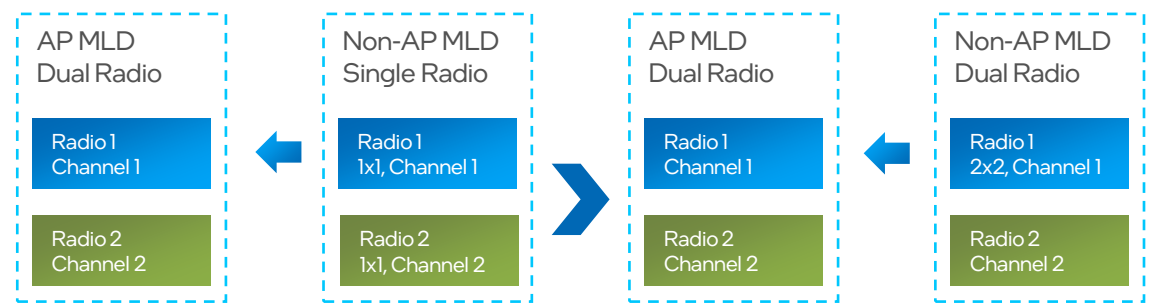 AP MLD
Dual Radio
Radio 1
Channel 1
Radio 2
Channel 2
Non-AP MLD
Single Radio
Radio 1
1x1, Channel 1
Radio 2
1x1, Channel 2
AP MLD
Dual Radio
Radio 1
Channel 1
Radio 2
Channel 2
Non-AP MLD
Dual Radio
Radio 1
2x2, Channel 1
Radio 2
Channel 2